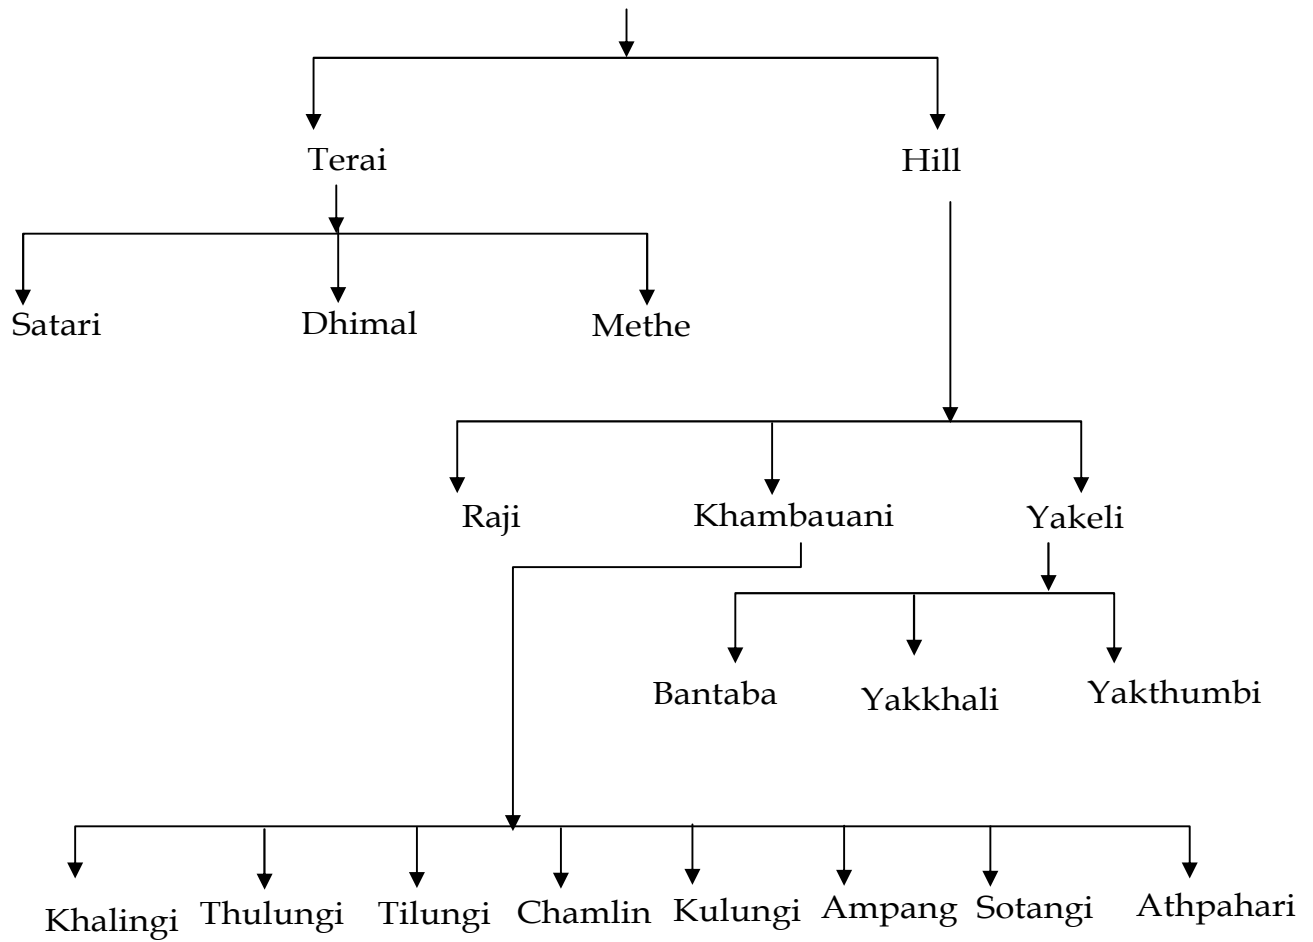 Terai
Hill
Satari
Dhimal
Methe
Raji
Khambauani
Yakeli
Bantaba
Yakkhali
Yakthumbi
Khalingi
Thulungi
Tilungi
Chamlin
Kulungi
Ampang
Sotangi
Athpahari